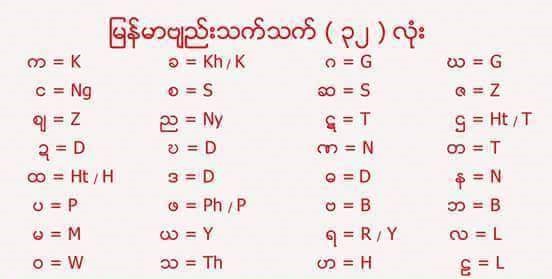 မြန်မာဗျည်းသက်သက် ( ၃၂ ) လုံး
က = K ခ = Kh / K ဂ = G ဃ = G
င = Ng စ = S ဆ = S ဇ = Z
ဈ = Z ည = Ny ဋ = T ဌ = Ht / T
ဍ = D ဎ = D ဏ = N တ = T
ထ = Ht / H ဒ = D ဓ = D န = N
ပ = P ဖ = Ph / P ဗ = B ဘ = B
မ = M ယ = Y ရ = R / Y လ = L
ဝ = W သ = Th ဟ = H ဠ = L